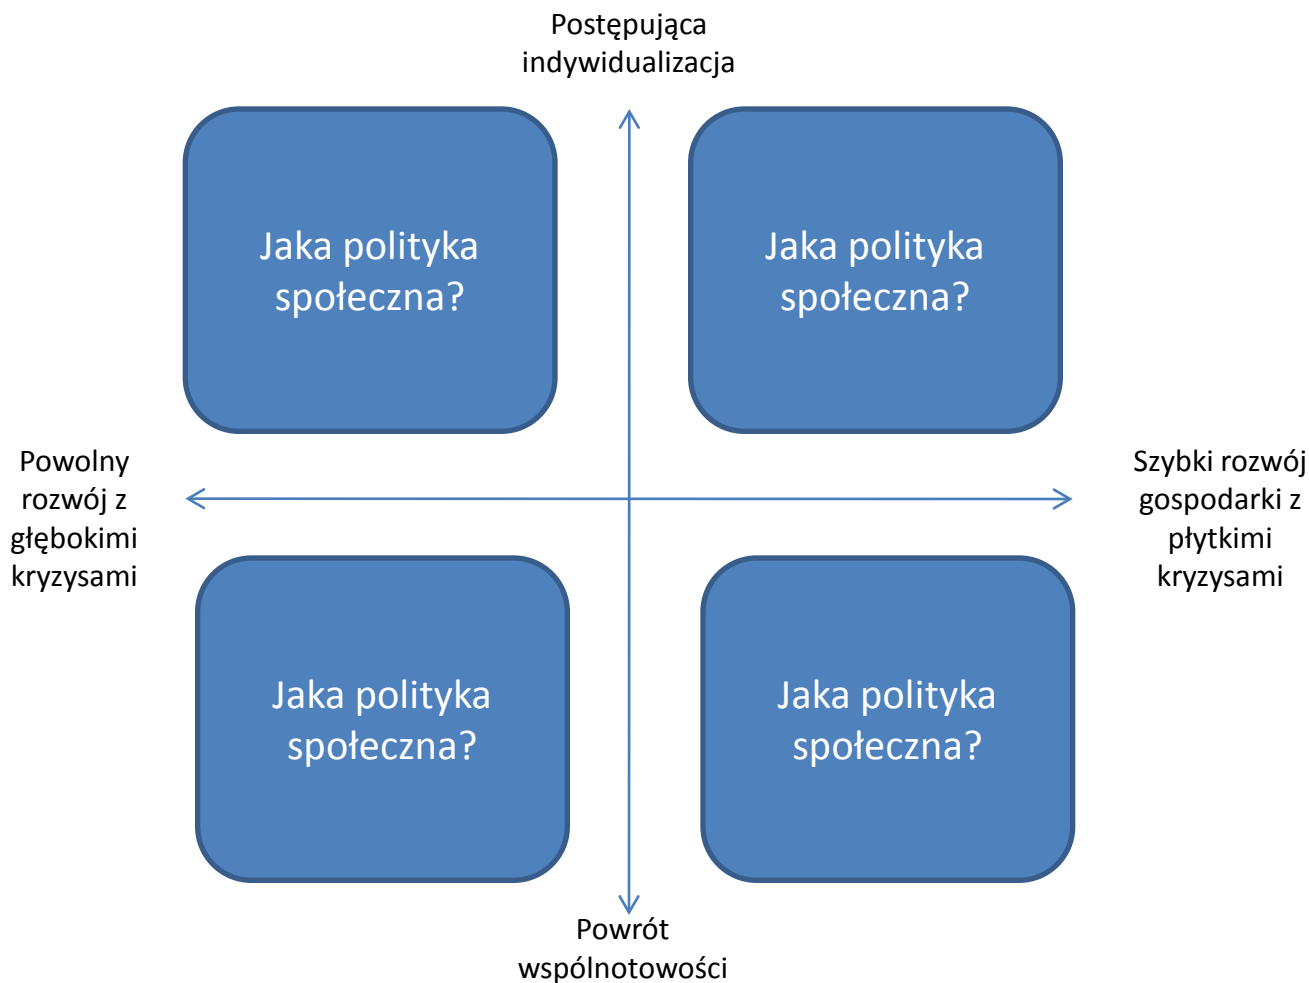 Postępująca
indywidualizacja
Jaka polityka
społeczna?
Jaka polityka
społeczna?
Powolny
rozwój z
głębokimi
kryzysami
Szybki rozwój
gospodarki z
płytkimi
kryzysami
Jaka polityka
społeczna?
Jaka polityka
społeczna?
Powrót
wspólnotowości